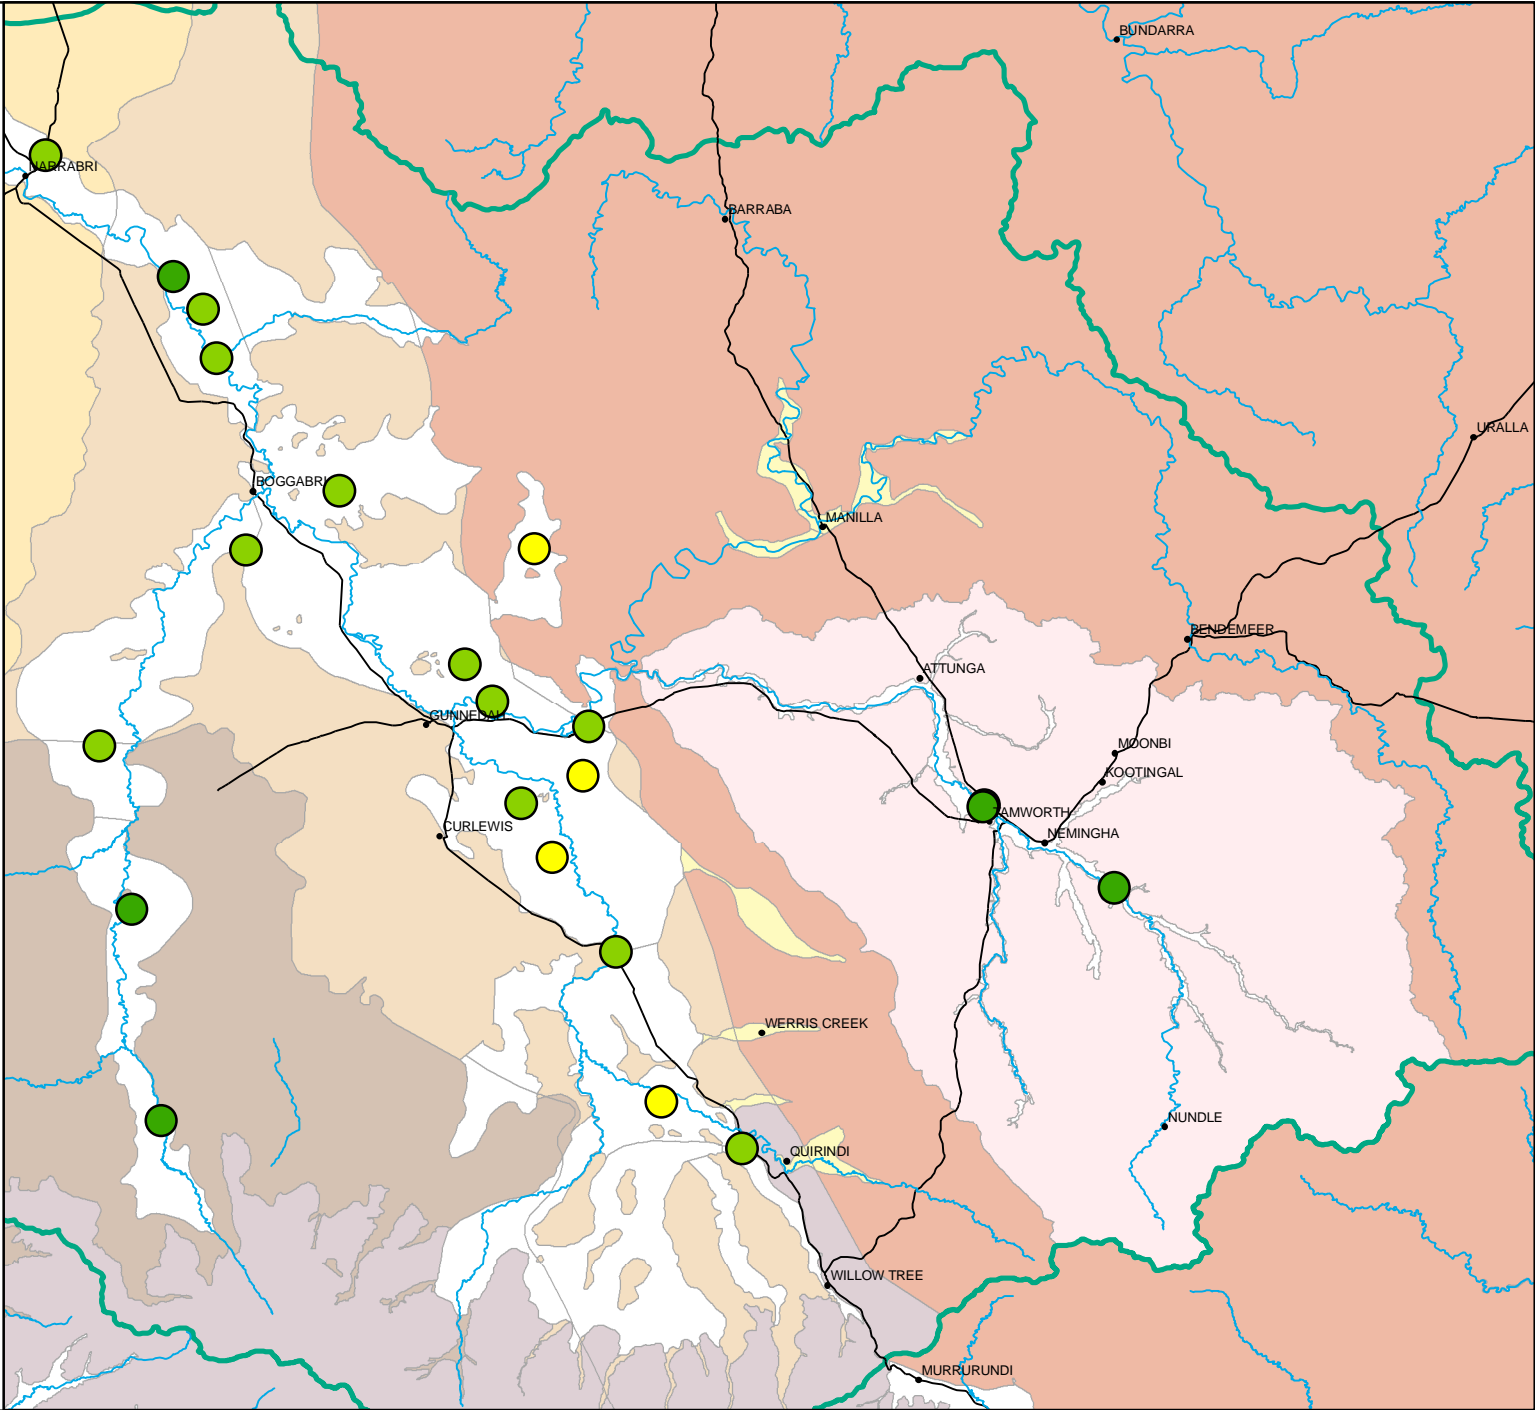 BUNDARRA
NARRABRI
BARRABA
URALLA
BOGGABRI
MANILLA
BENDEMEER
ATTUNGA
GUNNEDAH
MOONBI
KOOTINGAL
TAMWORTH
CURLEWIS
NEMINGHA
WERRIS CREEK
NUNDLE
QUIRINDI
WILLOW TREE
MURRURUNDI